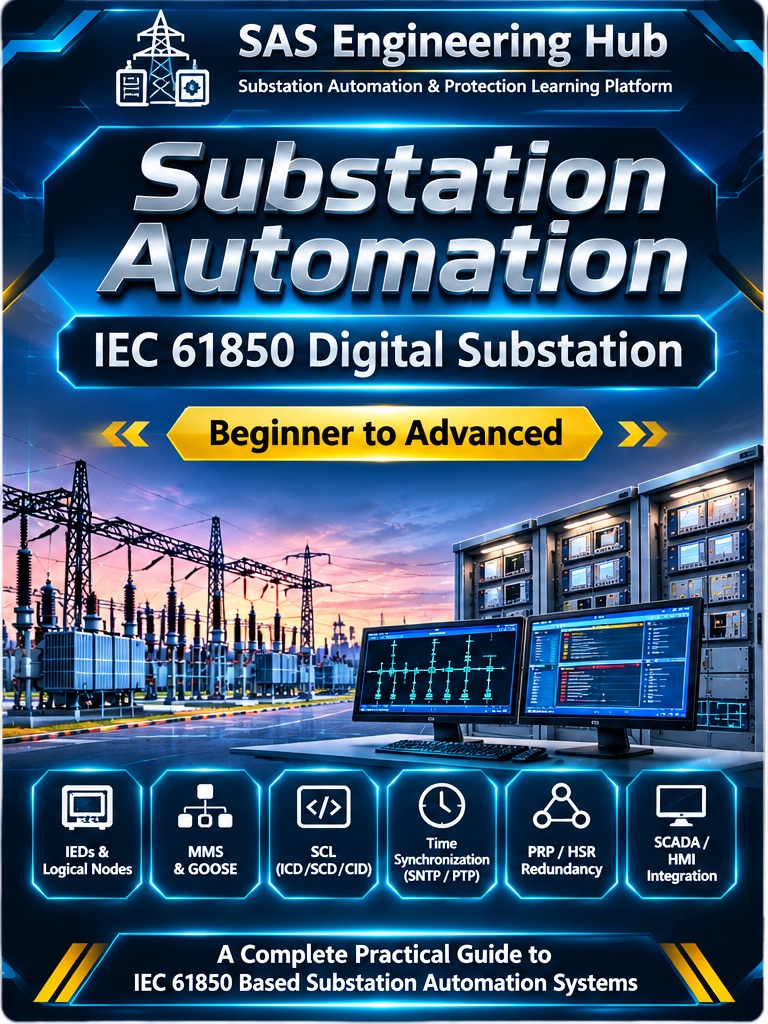 SAS Engineering Hub
Substation Automation & Protection Learning Platform
Substation
Automation
IEC 61850 Digital Substation
Beginner to Advanced
IEDs &
Logical Nodes
MMS
& GOOSE
SCL
(ICD/SCD/CID)
Time
Synchronization
(SNTP / PTP)
PRP / HSR
Redundancy
SCADA /
HMI
Integration
A Complete Practical Guide to
IEC 61850 Based Substation Automation Systems